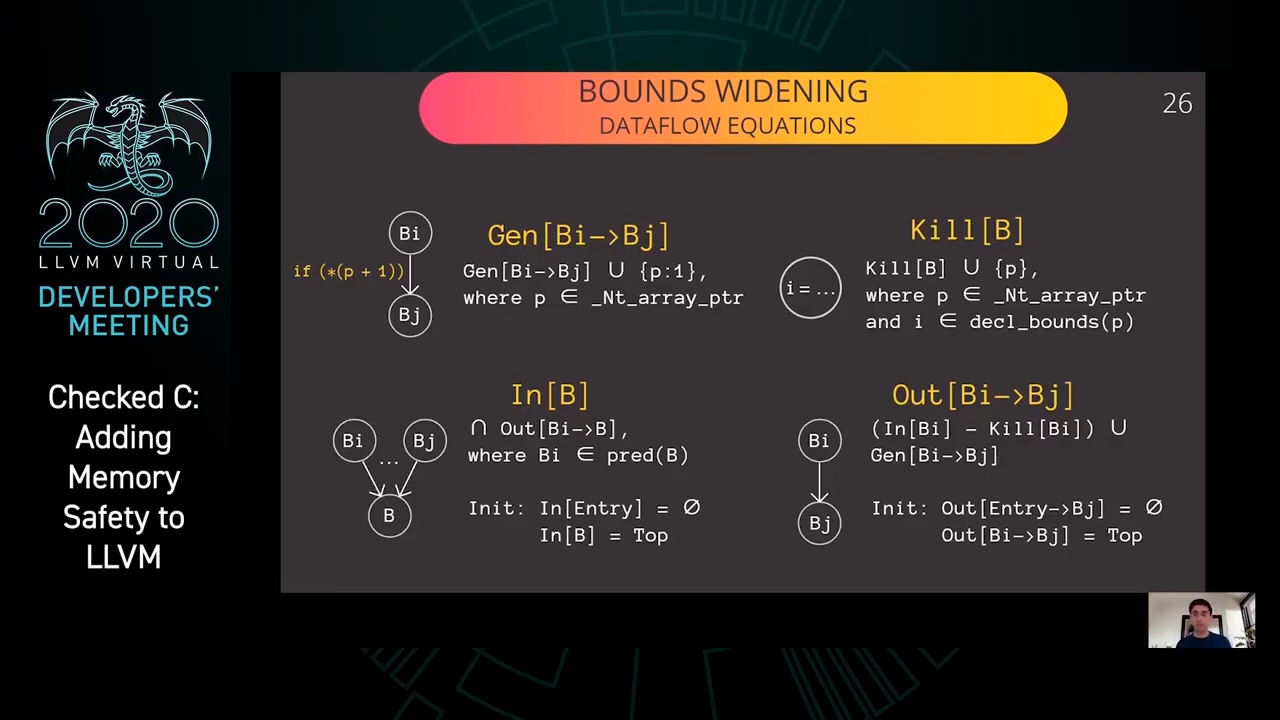 2020
LLVM VIRTUAL
DEVELOPERS'
MEETING
Checked C:
Adding
Memory
Safety to
LLVM
BOUNDS WIDENING
DATAFLOW EQUATIONS
26
Bi
if (*(p + 1))
Bj
Gen[Bi->Bj]
Gen[Bi->Bj] ∪ {p:1},
where p ∈ _Nt_array_ptr
i = ...
Kill[B]
Kill[B] ∪ {p},
where p ∈ _Nt_array_ptr
and i ∈ decl_bounds(p)
Bi
...
Bj
B
In[B]
∩ Out[Bi->B],
where Bi ∈ pred(B)
Init: In[Entry] = ∅
In[B] = Top
Bi
Bj
Out[Bi->Bj]
(In[Bi] - Kill[Bi]) ∪
Gen[Bi->Bj]
Init: Out[Entry->Bj] = ∅
Out[Bi->Bj] = Top